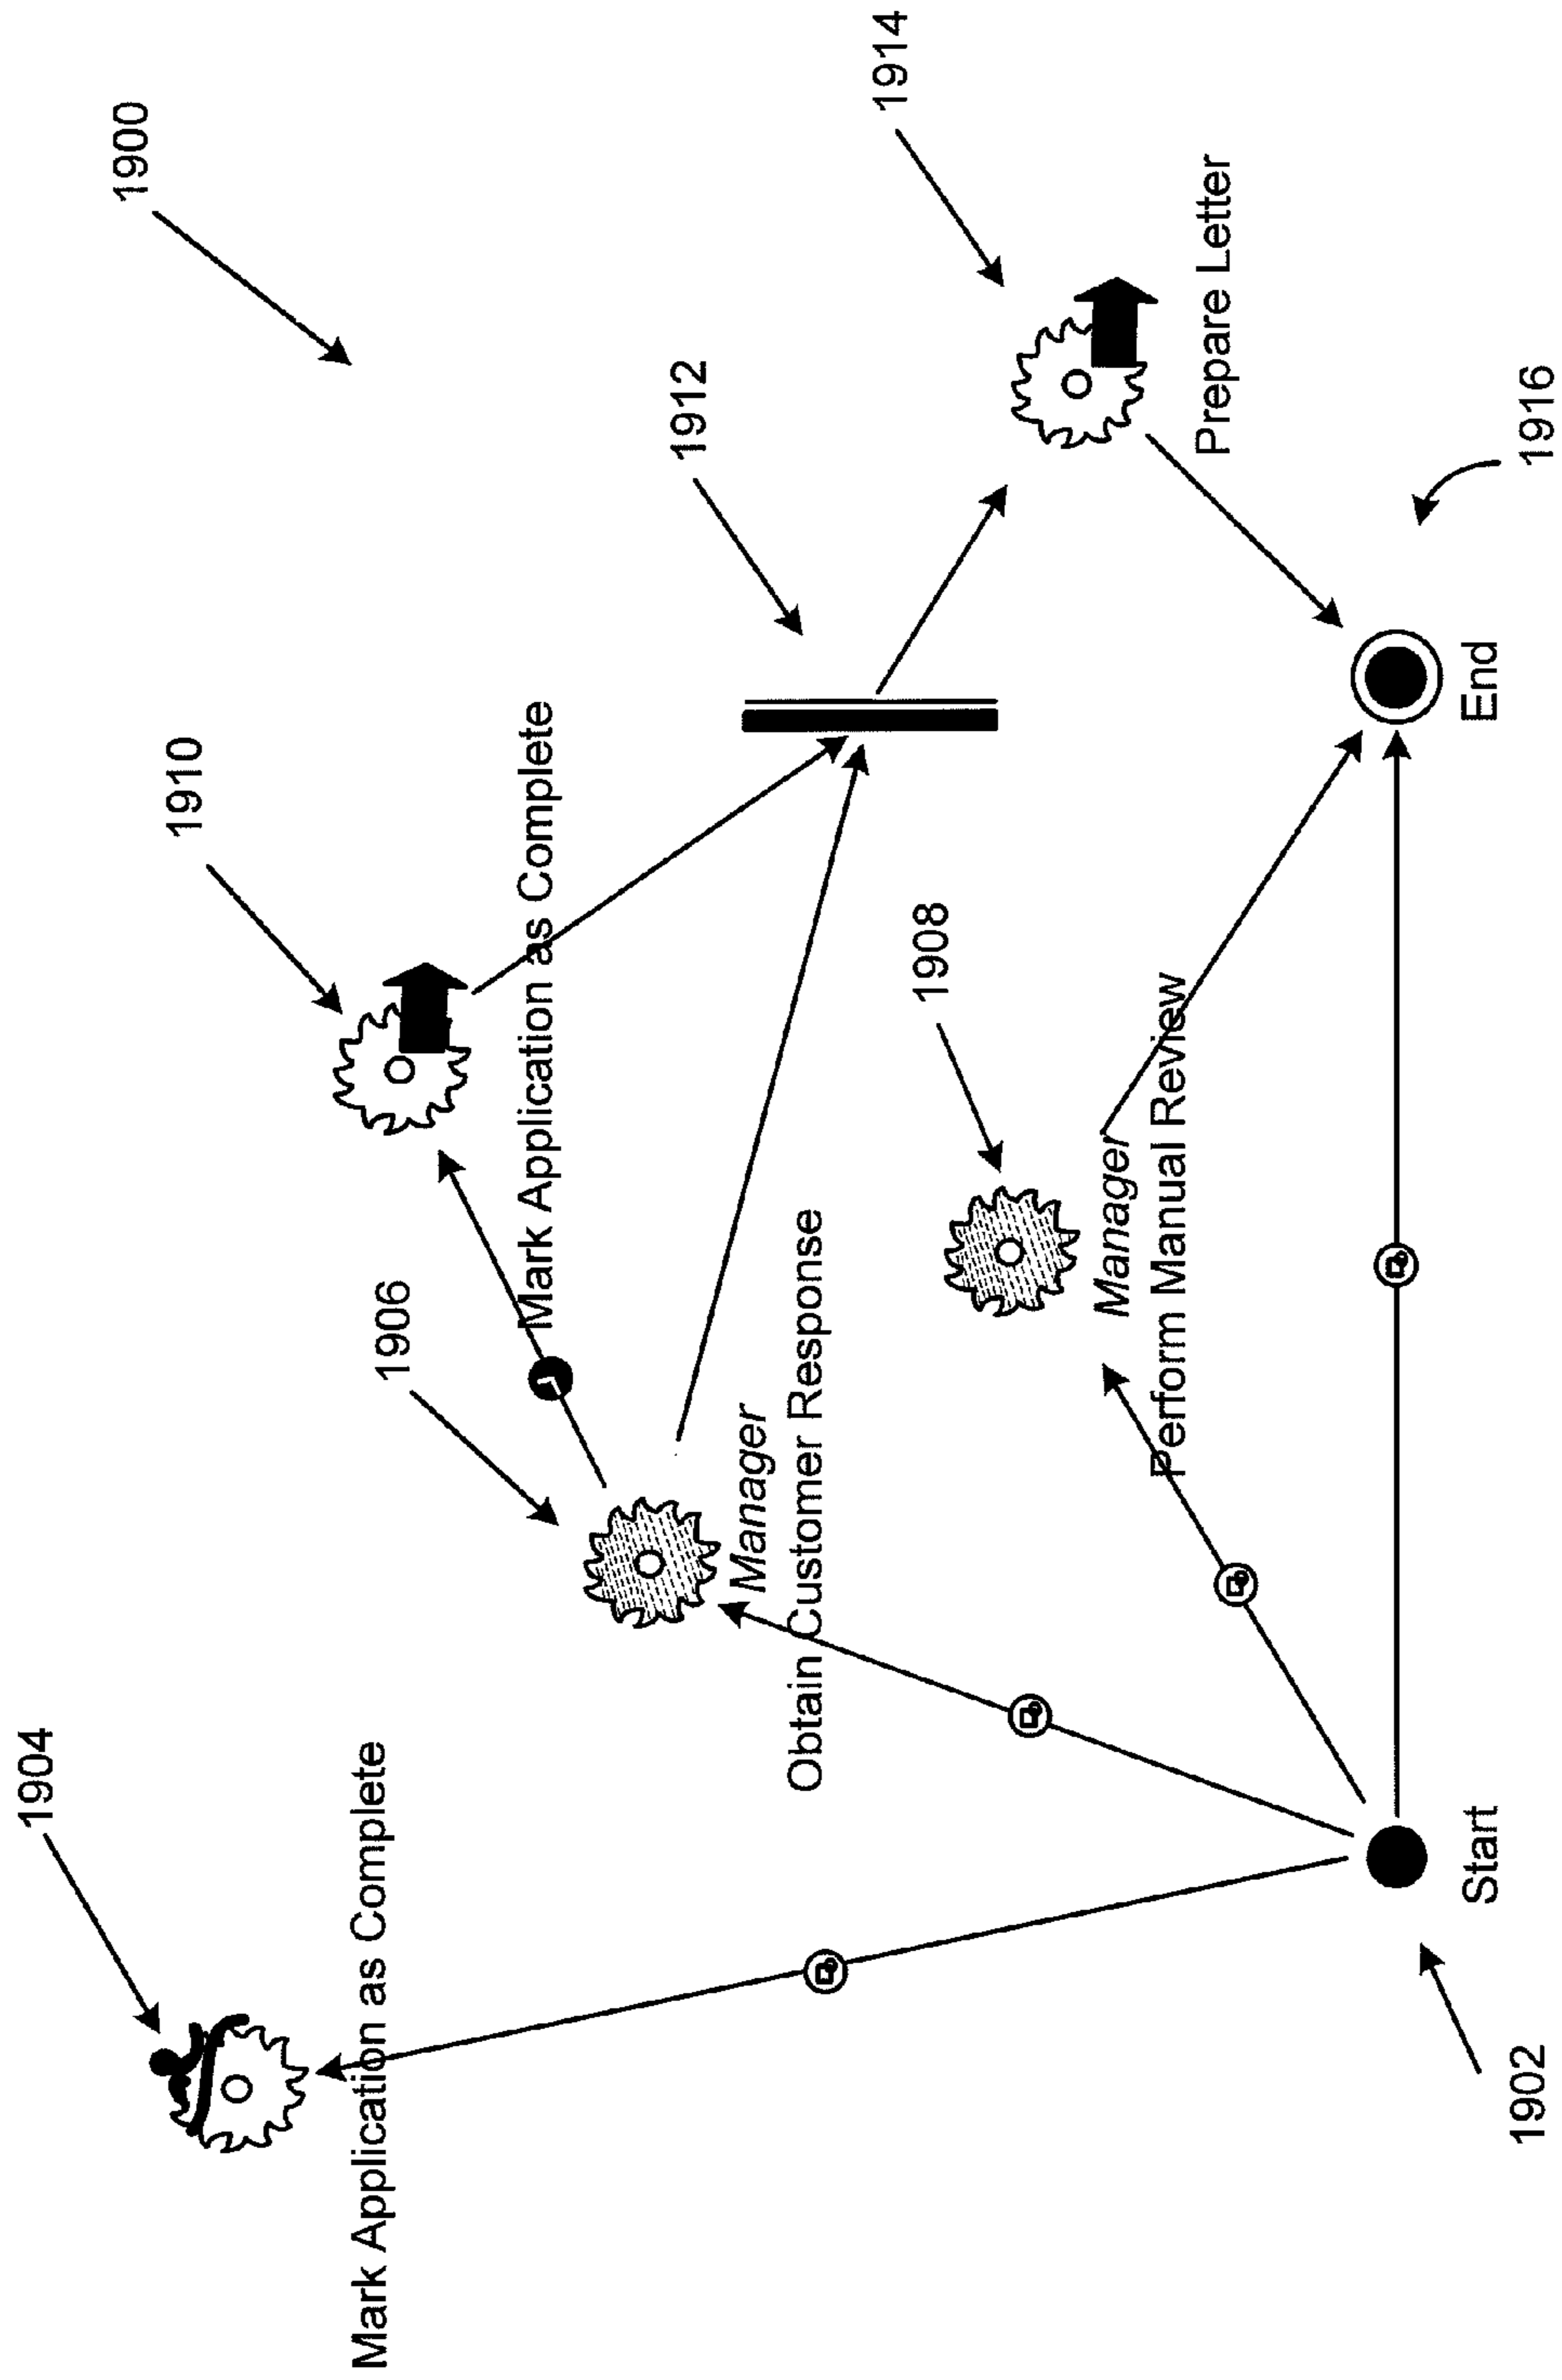 1904
1900
1910
Mark Application as Complete
1906
Mark Application as Complete
1912
Manager
Obtain Customer Response
1914
1908
Manager
Perform Manual Review
Prepare Letter
Start
End
1902
1916